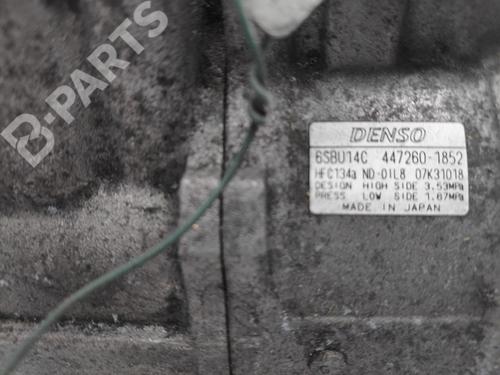 B-PARTS
DENSO
6SBU14C 447260-1852
HFC134a ND-OIL8 07K31018
DESIGN HIGH SIDE 3.53MPa
PRESS LOW SIDE 1.67MPa
MADE IN JAPAN